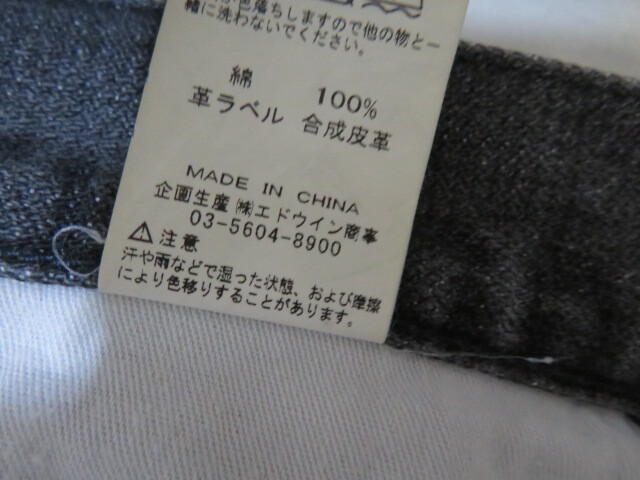 色落ちしますので他の物と一
緒に洗わないでください。
綿 100%
革ラベル 合成皮革
MADE IN CHINA
企画生産 ㈱エドウイン商事
03-5604-8900
⚠ 注意
汗や雨などで湿った状態、および摩擦
により色移りすることがあります。